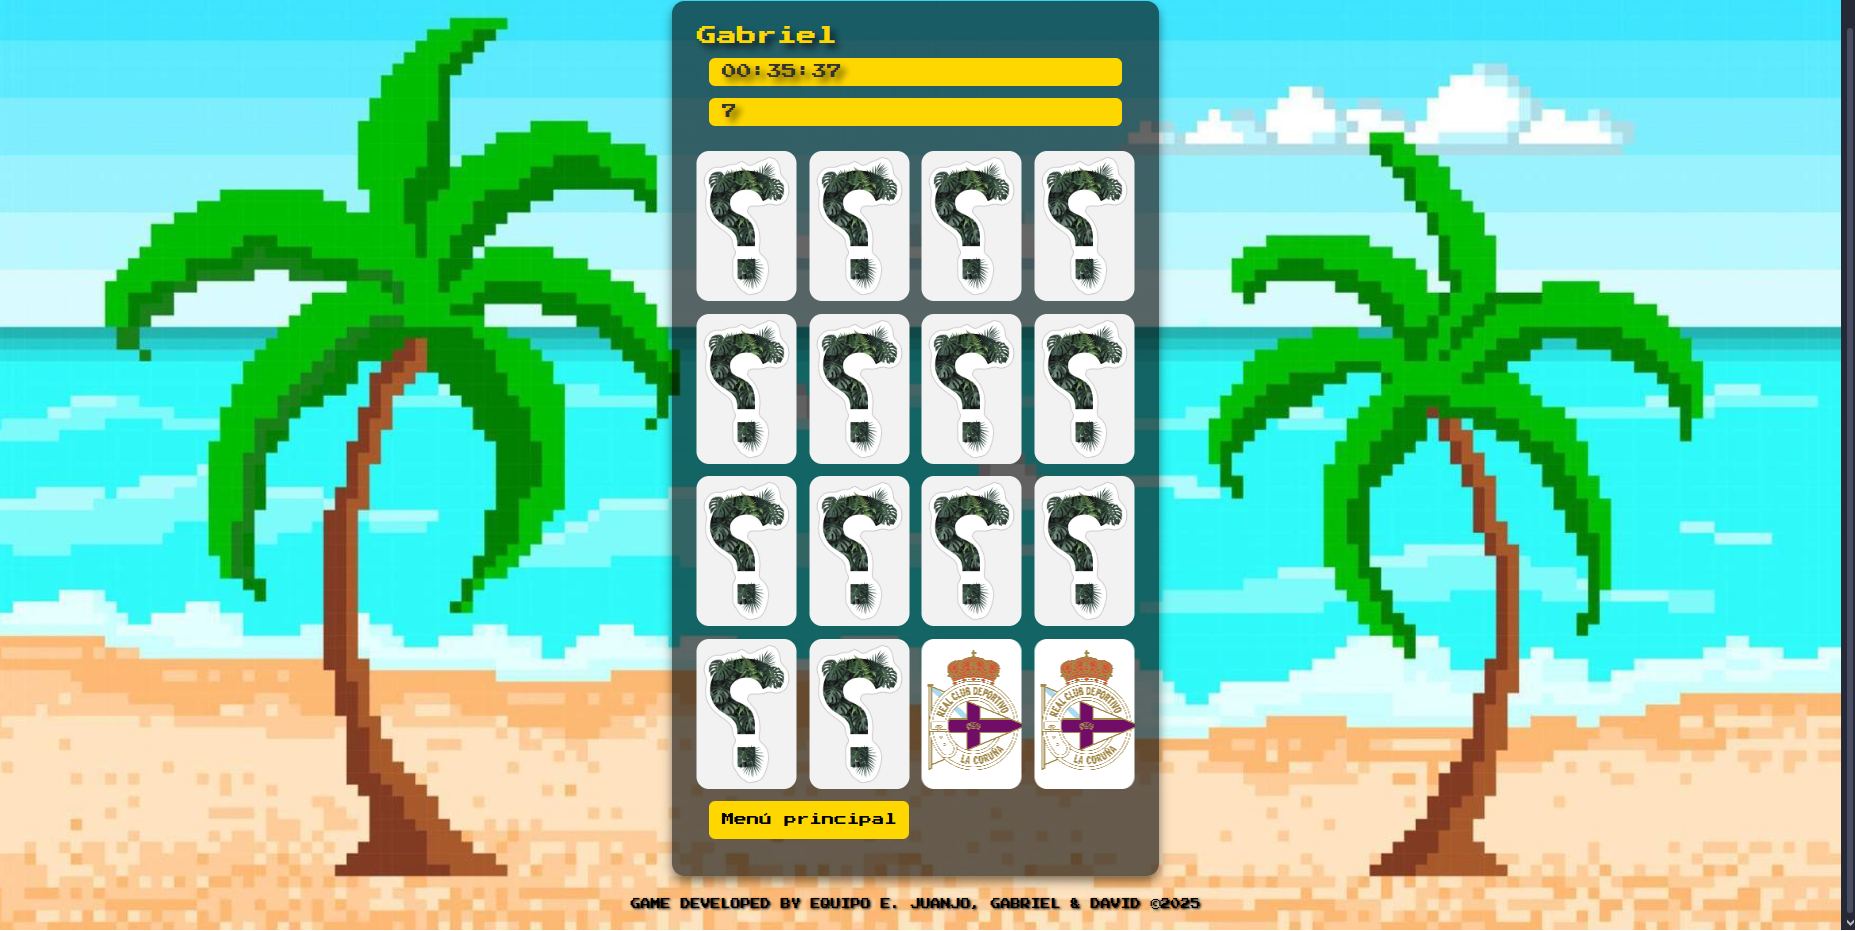 Gabriel
00:35:37
7
REAL CLUB DEPORTIVO
LA CORUÑA
REAL CLUB DEPORTIVO
LA CORUÑA
Menú principal
GAME DEVELOPED BY EQUIPO E. JUANJO, GABRIEL & DAVID ©2025